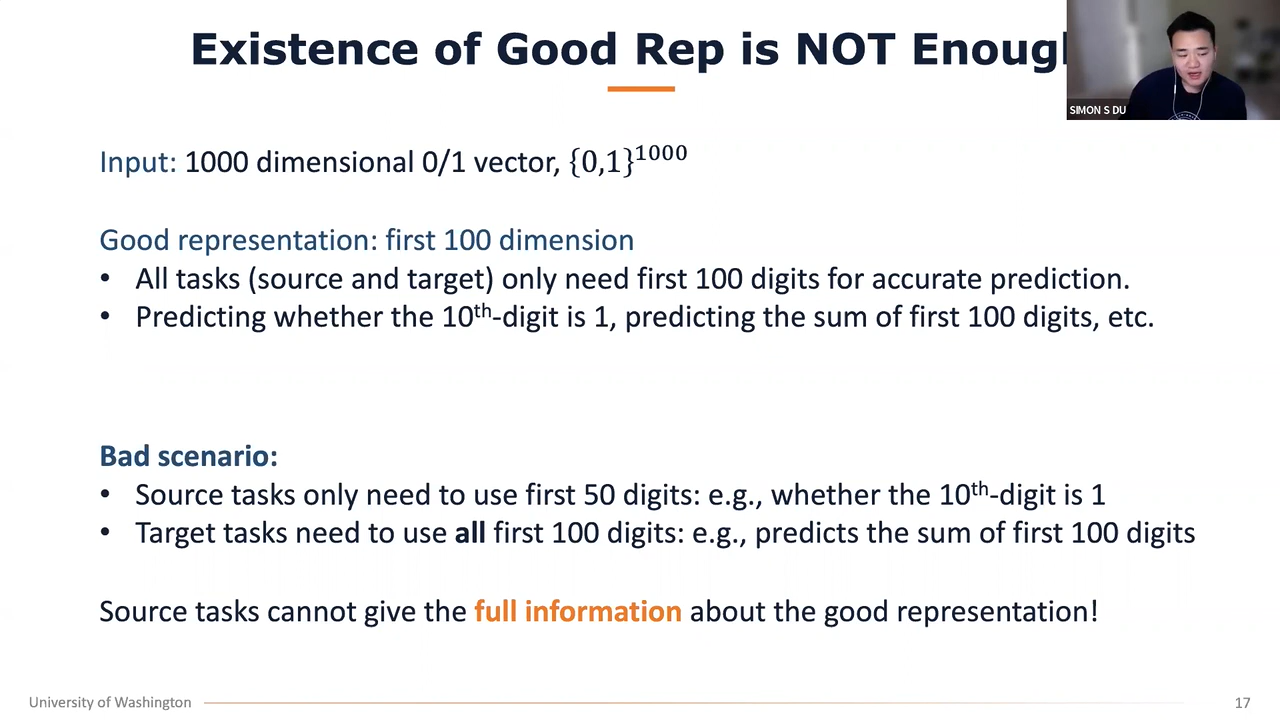 Existence of Good Rep is NOT Enoug
SIMON S DU
Input: 1000 dimensional 0/1 vector, {0,1}¹⁰⁰⁰
Good representation: first 100 dimension
• All tasks (source and target) only need first 100 digits for accurate prediction.
• Predicting whether the 10ᵗʰ-digit is 1, predicting the sum of first 100 digits, etc.
Bad scenario:
• Source tasks only need to use first 50 digits: e.g., whether the 10ᵗʰ-digit is 1
• Target tasks need to use all first 100 digits: e.g., predicts the sum of first 100 digits
Source tasks cannot give the full information about the good representation!
University of Washington
17